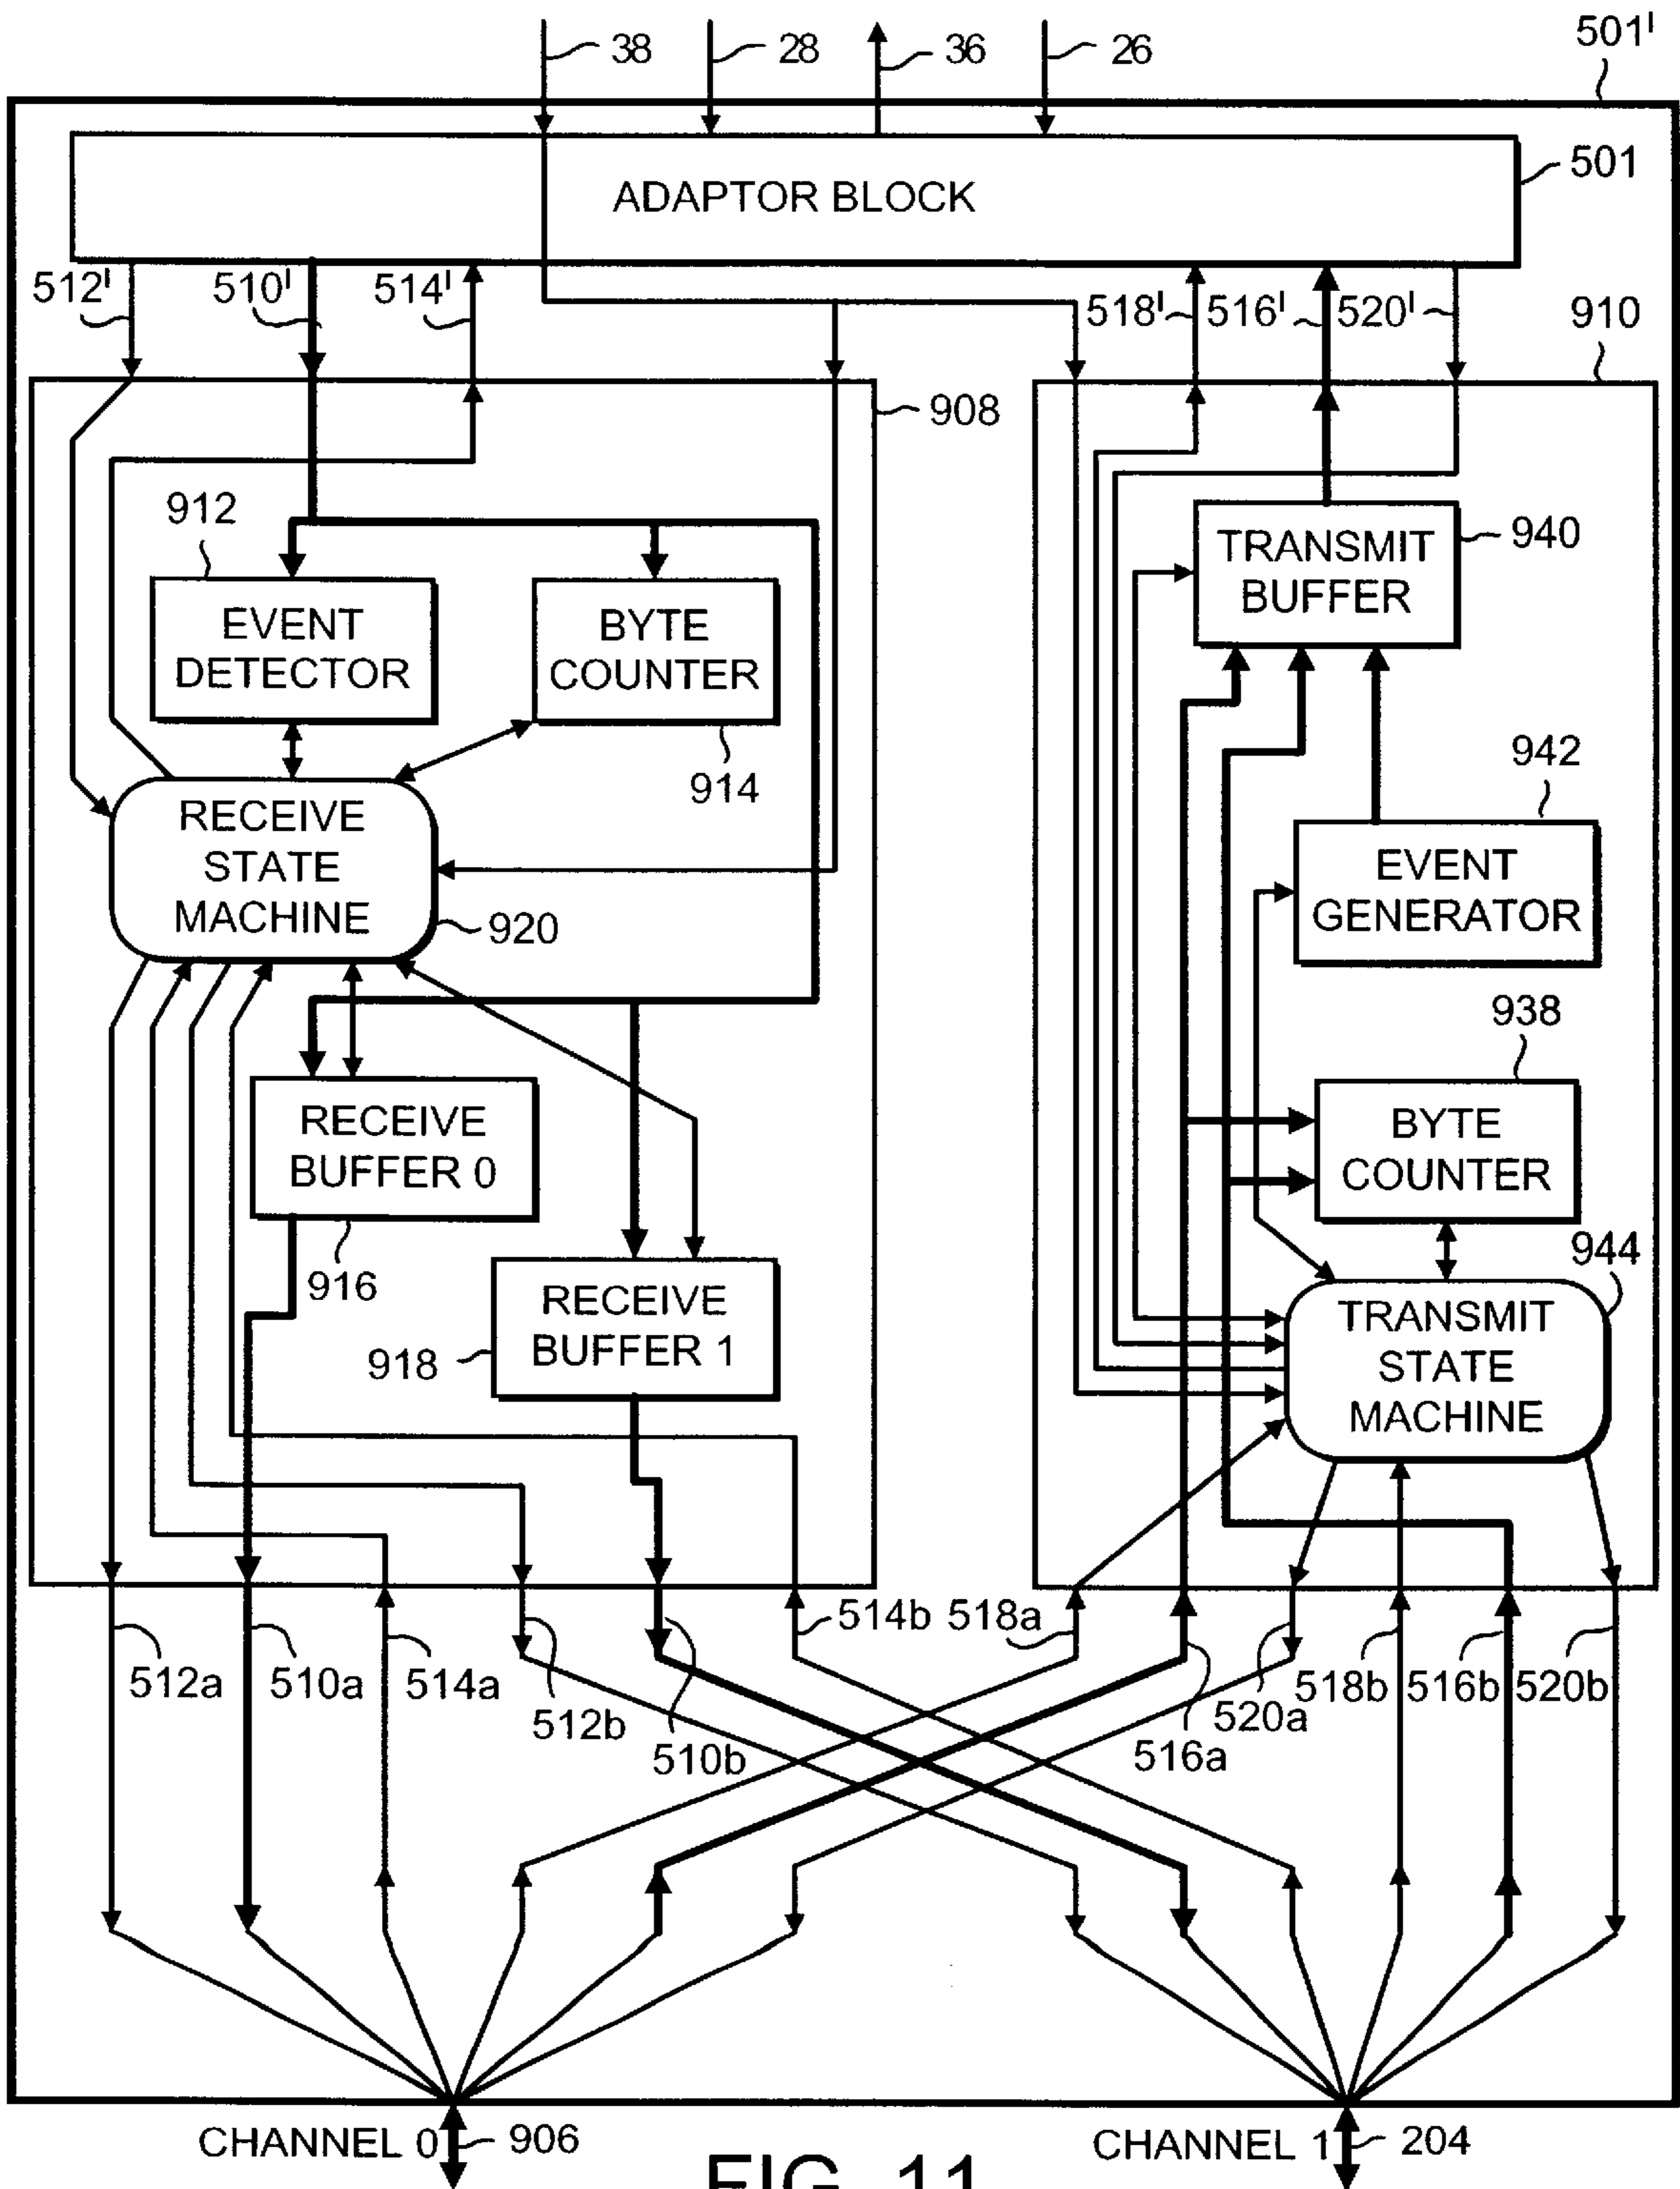 38
28
36
26
501'
ADAPTOR BLOCK
501
512'
510'
514'
518'
516'
520'
910
908
912
EVENT
DETECTOR
BYTE
COUNTER
914
TRANSMIT
BUFFER
940
942
EVENT
GENERATOR
RECEIVE
STATE
MACHINE
920
938
BYTE
COUNTER
RECEIVE
BUFFER 0
916
RECEIVE
BUFFER 1
918
944
TRANSMIT
STATE
MACHINE
512a
510a
514a
512b
510b
514b
518a
516a
520a
518b
516b
520b
CHANNEL 0
906
CHANNEL 1
204
FIG. 11